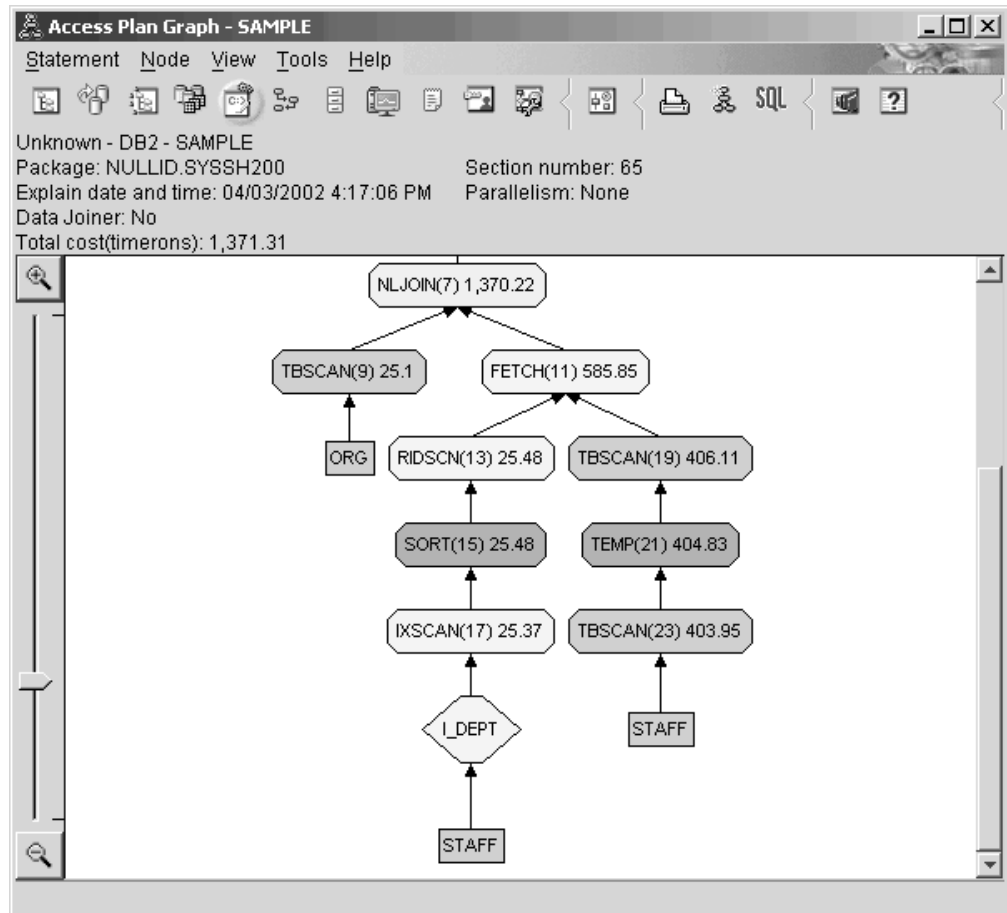 Access Plan Graph - SAMPLE
Statement Node View Tools Help
SQL ?
Unknown - DB2 - SAMPLE
Package: NULLID.SYSSH200 Section number: 65
Explain date and time: 04/03/2002 4:17:06 PM Parallelism: None
Data Joiner: No
Total cost(timerons): 1,371.31
NLJOIN(7) 1,370.22
TBSCAN(9) 25.1 FETCH(11) 585.85
ORG RIDSCN(13) 25.48 TBSCAN(19) 406.11
SORT(15) 25.48 TEMP(21) 404.83
IXSCAN(17) 25.37 TBSCAN(23) 403.95
I_DEPT STAFF
STAFF